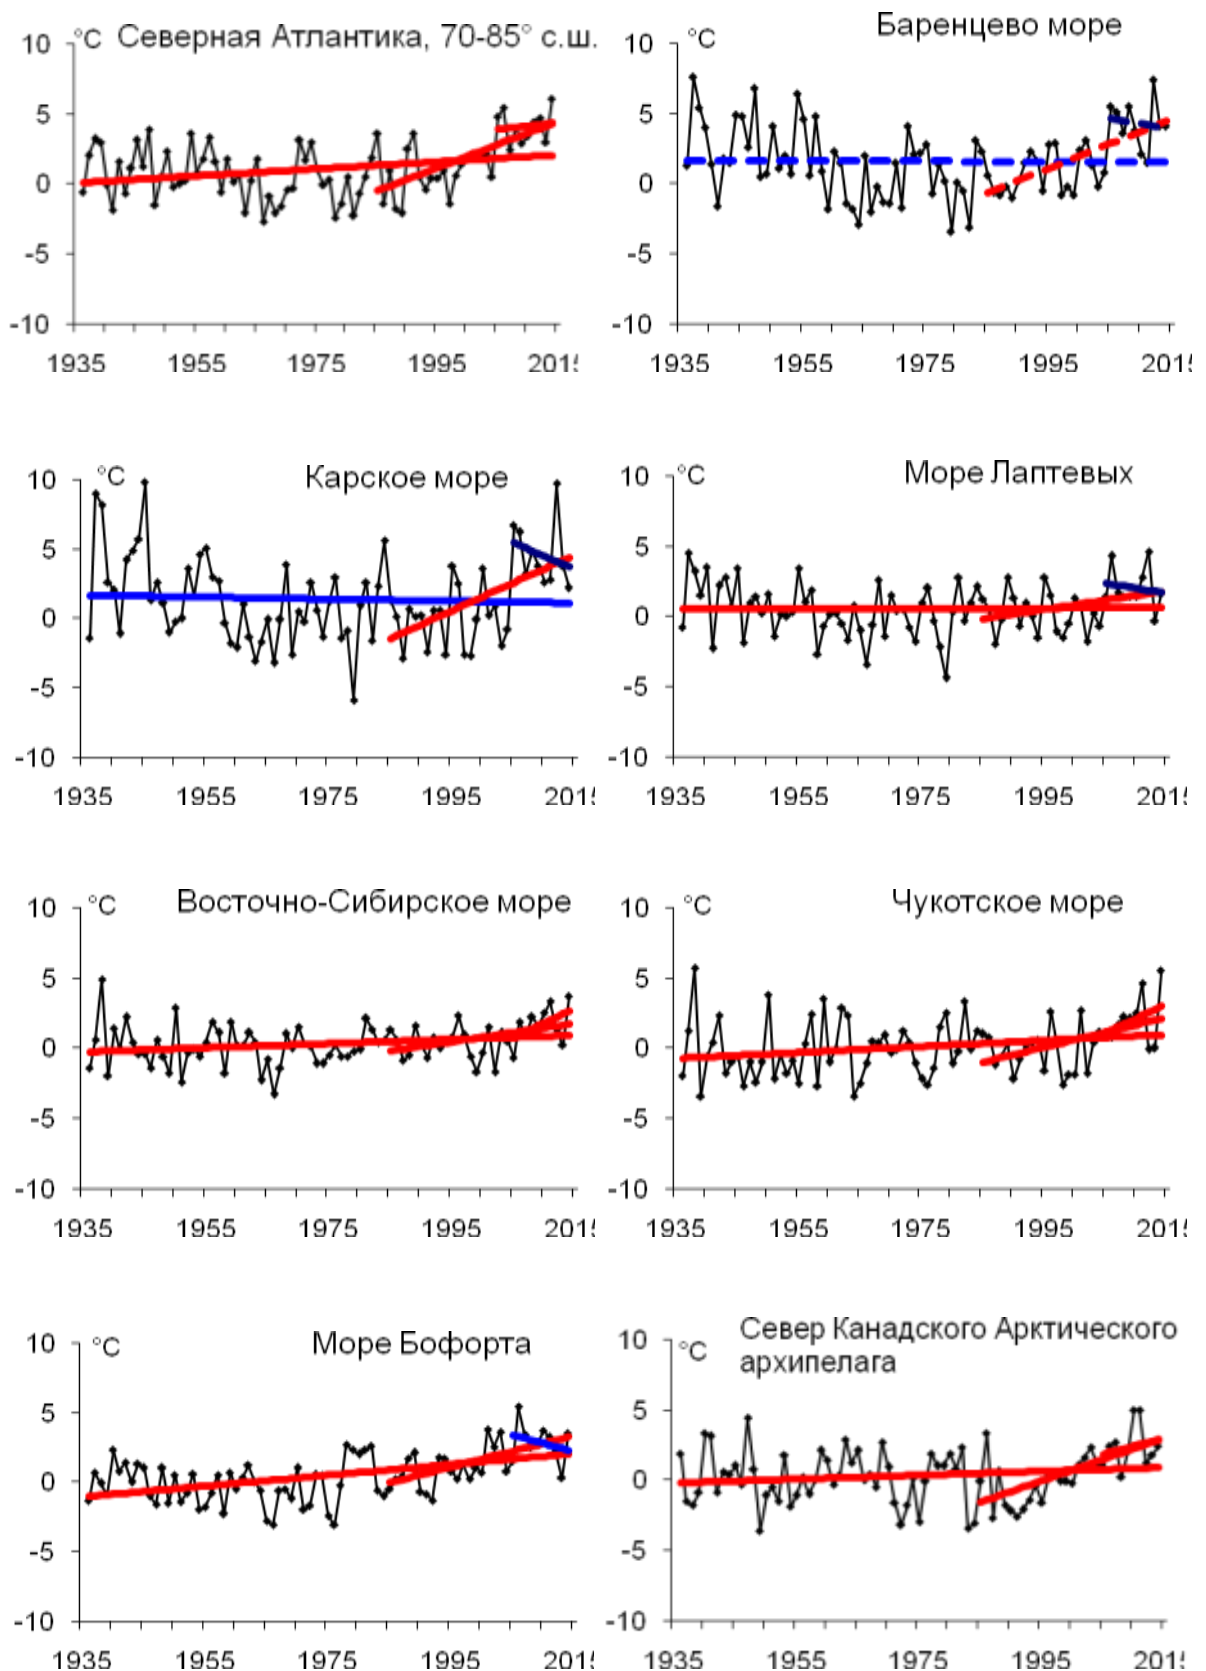 °C Северная Атлантика, 70-85° с.ш.
10
5
0
-5
-10
1935 1955 1975 1995 2015
°C Баренцево море
10
5
0
-5
-10
1935 1955 1975 1995 2015
°C Карское море
10
5
0
-5
-10
1935 1955 1975 1995 2015
°C Море Лаптевых
10
5
0
-5
-10
1935 1955 1975 1995 2015
°C Восточно-Сибирское море
10
5
0
-5
-10
1935 1955 1975 1995 2015
°C Чукотское море
10
5
0
-5
-10
1935 1955 1975 1995 2015
°C Море Бофорта
10
5
0
-5
-10
1935 1955 1975 1995 2015
Север Канадского Арктического
°C архипелага
10
5
0
-5
-10
1935 1955 1975 1995 2015